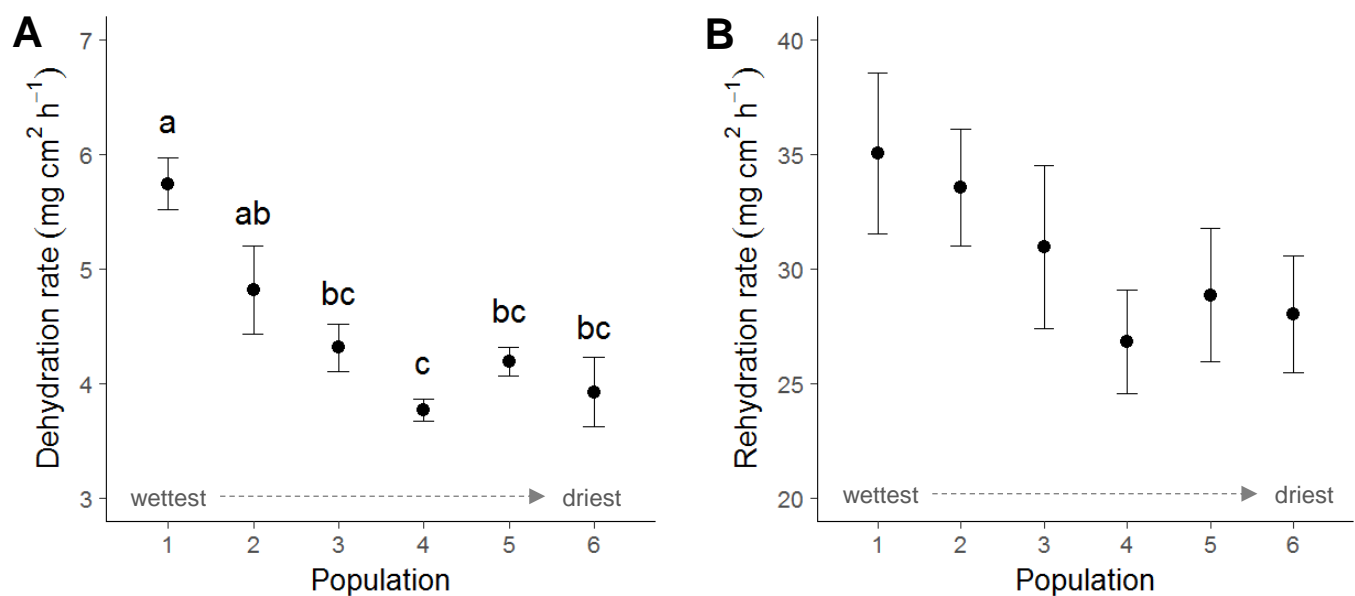 A
Dehydration rate (mg cm² h⁻¹)
7
6
5
4
3
a
ab
bc
c
bc
bc
wettest
driest
1 2 3 4 5 6
Population
B
Rehydration rate (mg cm² h⁻¹)
40
35
30
25
20
wettest
driest
1 2 3 4 5 6
Population